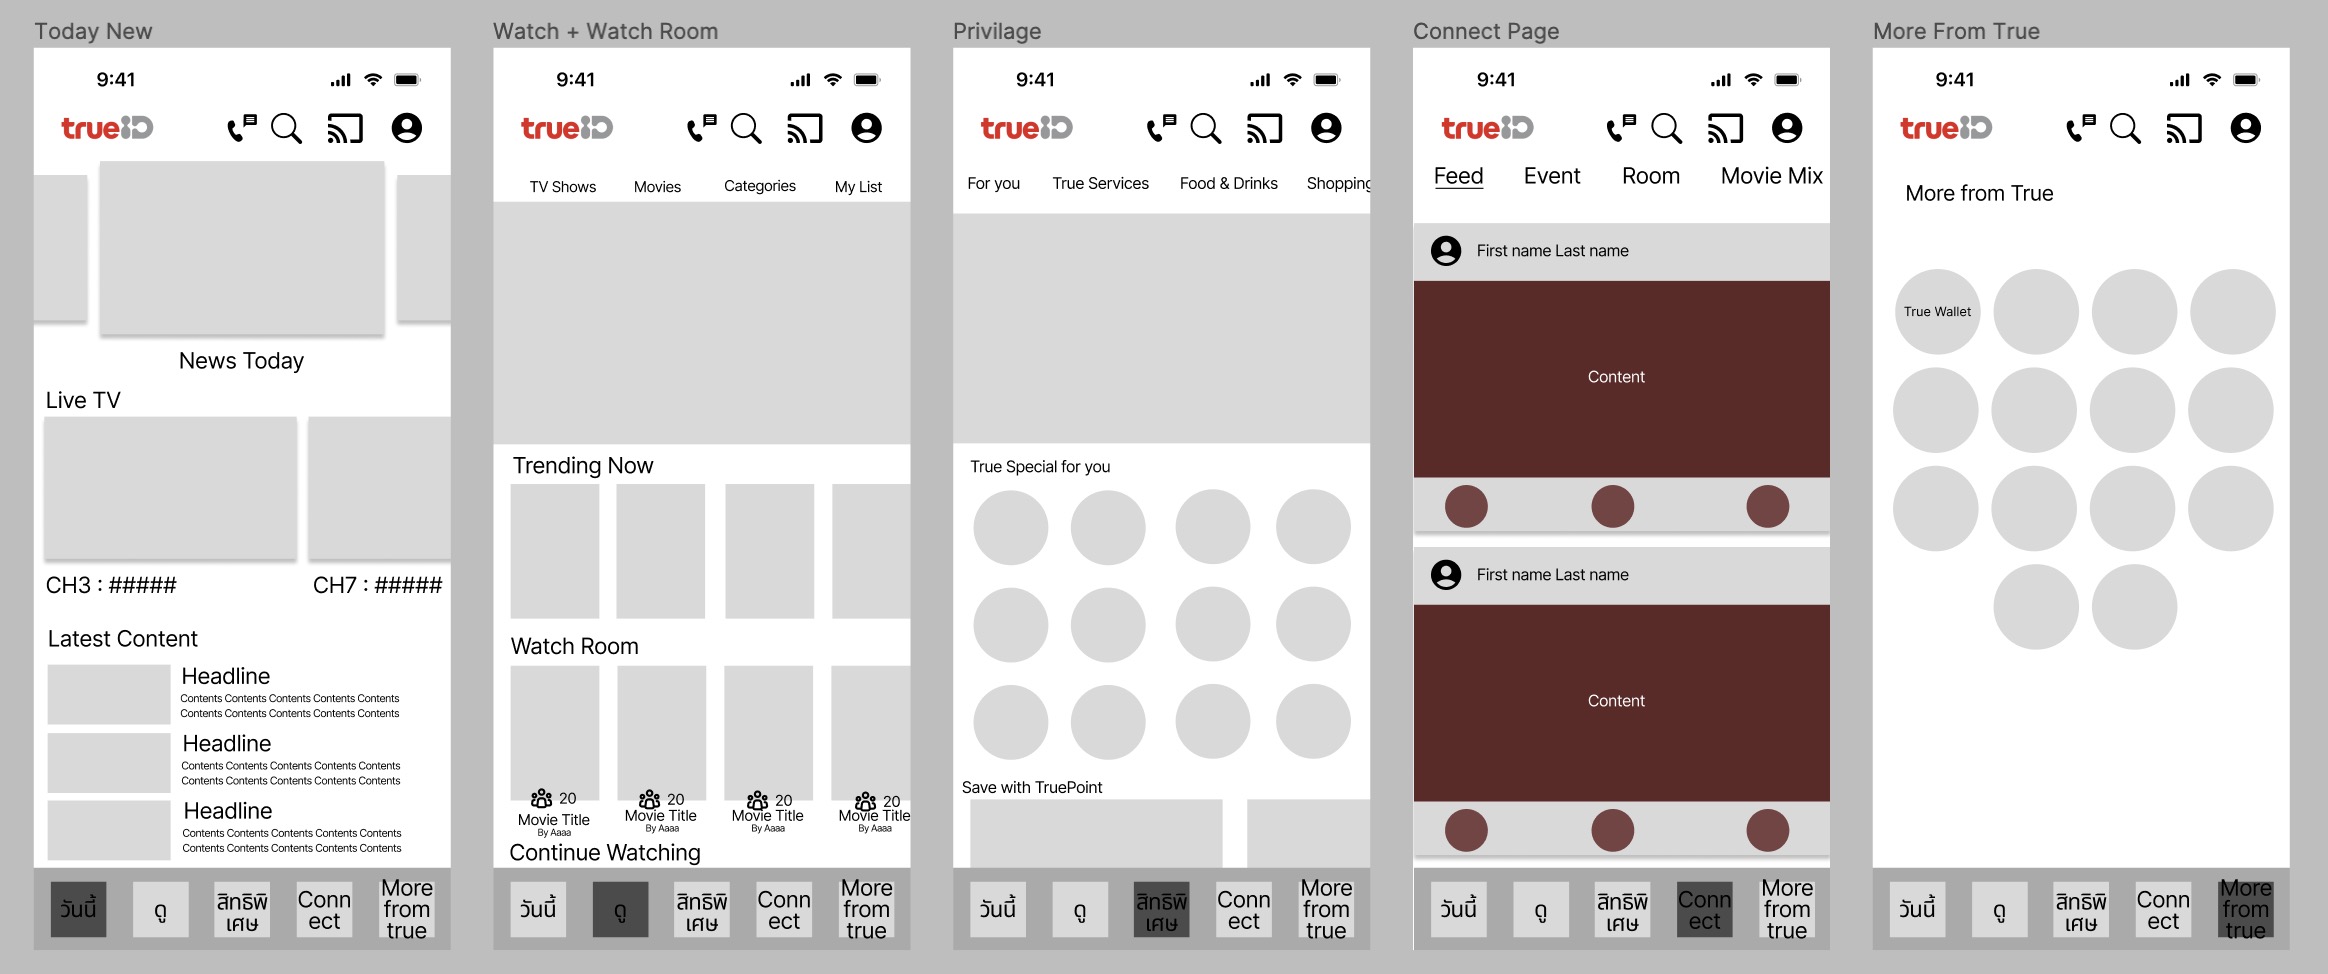 Today New
9:41
trueiD
News Today
Live TV
CH3 : #####
CH7 : #####
Latest Content
Headline
Contents Contents Contents Contents Contents
Contents Contents Contents Contents Contents
Headline
Contents Contents Contents Contents Contents
Contents Contents Contents Contents Contents
Headline
Contents Contents Contents Contents Contents
Contents Contents Contents Contents Contents
วันนี้
ดู
สิทธิพิ
เศษ
Conn
ect
More
from
true
Watch + Watch Room
9:41
trueiD
TV Shows
Movies
Categories
My List
Trending Now
Watch Room
20
Movie Title
By Aaaa
20
Movie Title
By Aaaa
20
Movie Title
By Aaaa
20
Movie Title
By Aaaa
Continue Watching
วันนี้
ดู
สิทธิพิ
เศษ
Conn
ect
More
from
true
Privilage
9:41
trueiD
For you
True Services
Food & Drinks
Shopping
True Special for you
Save with TruePoint
วันนี้
ดู
สิทธิพิ
เศษ
Conn
ect
More
from
true
Connect Page
9:41
trueiD
Feed
Event
Room
Movie Mix
First name Last name
Content
First name Last name
Content
วันนี้
ดู
สิทธิพิ
เศษ
Conn
ect
More
from
true
More From True
9:41
trueiD
More from True
True Wallet
วันนี้
ดู
สิทธิพิ
เศษ
Conn
ect
More
from
true